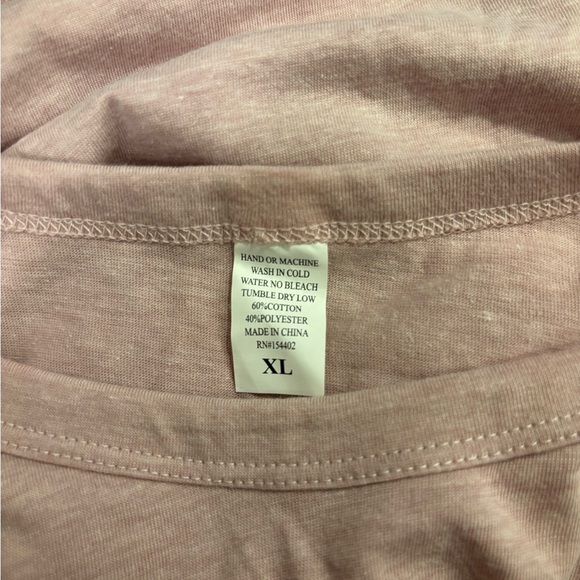 HAND OR MACHINE
WASH IN COLD
WATER NO BLEACH
TUMBLE DRY LOW
60%COTTON
40%POLYESTER
MADE IN CHINA
RN#154402
XL